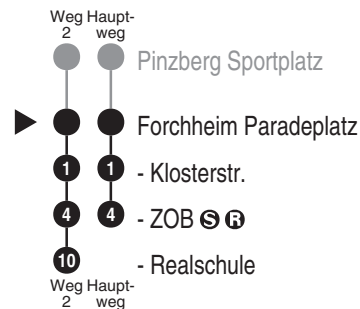 Weg Haupt-
2 weg
Pinzberg Sportplatz
Forchheim Paradeplatz
1 1 - Klosterstr.
4 4 - ZOB S R
10 - Realschule
Weg Haupt-
2 weg